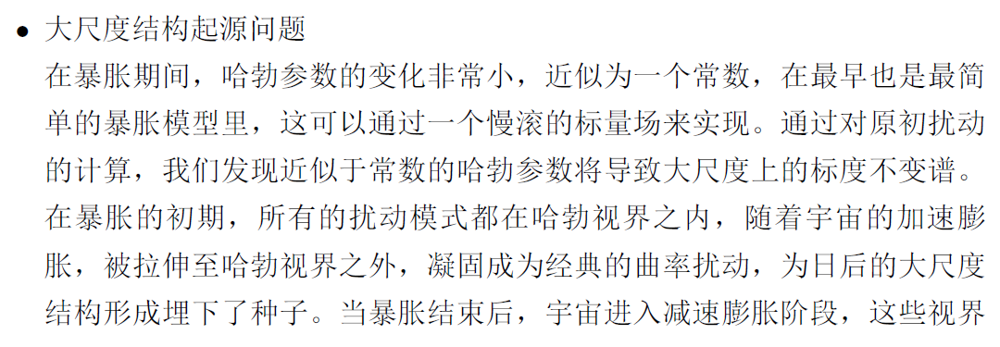 • 大尺度结构起源问题
在暴胀期间，哈勃参数的变化非常小，近似为一个常数，在最早也是最简
单的暴胀模型里，这可以通过一个慢滚的标量场来实现。通过对原初扰动
的计算，我们发现近似于常数的哈勃参数将导致大尺度上的标度不变谱。
在暴胀的初期，所有的扰动模式都在哈勃视界之内，随着宇宙的加速膨
胀，被拉伸至哈勃视界之外，凝固成为经典的曲率扰动，为日后的大尺度
结构形成埋下了种子。当暴胀结束后，宇宙进入减速膨胀阶段，这些视界